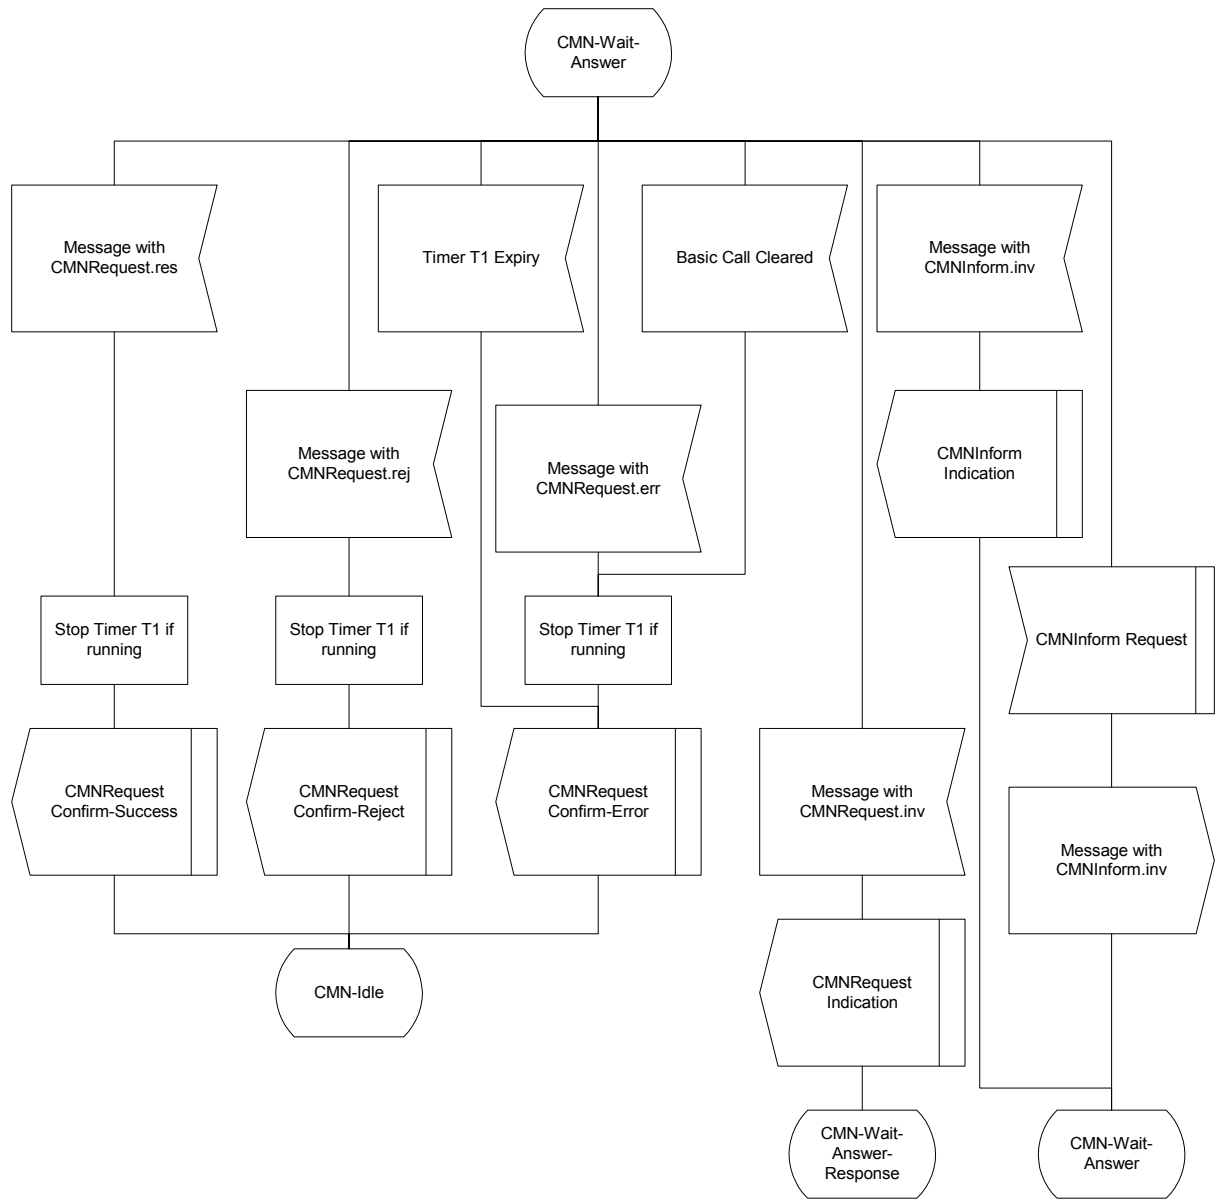 CMN-Wait-
Answer
Message with
CMNRequest.res
Timer T1 Expiry
Basic Call Cleared
Message with
CMNInform.inv
Message with
CMNRequest.rej
Message with
CMNRequest.err
CMNInform
Indication
Stop Timer T1 if
running
Stop Timer T1 if
running
Stop Timer T1 if
running
CMNInform Request
CMNRequest
Confirm-Success
CMNRequest
Confirm-Reject
CMNRequest
Confirm-Error
Message with
CMNRequest.inv
Message with
CMNInform.inv
CMN-Idle
CMNRequest
Indication
CMN-Wait-
Answer-
Response
CMN-Wait-
Answer